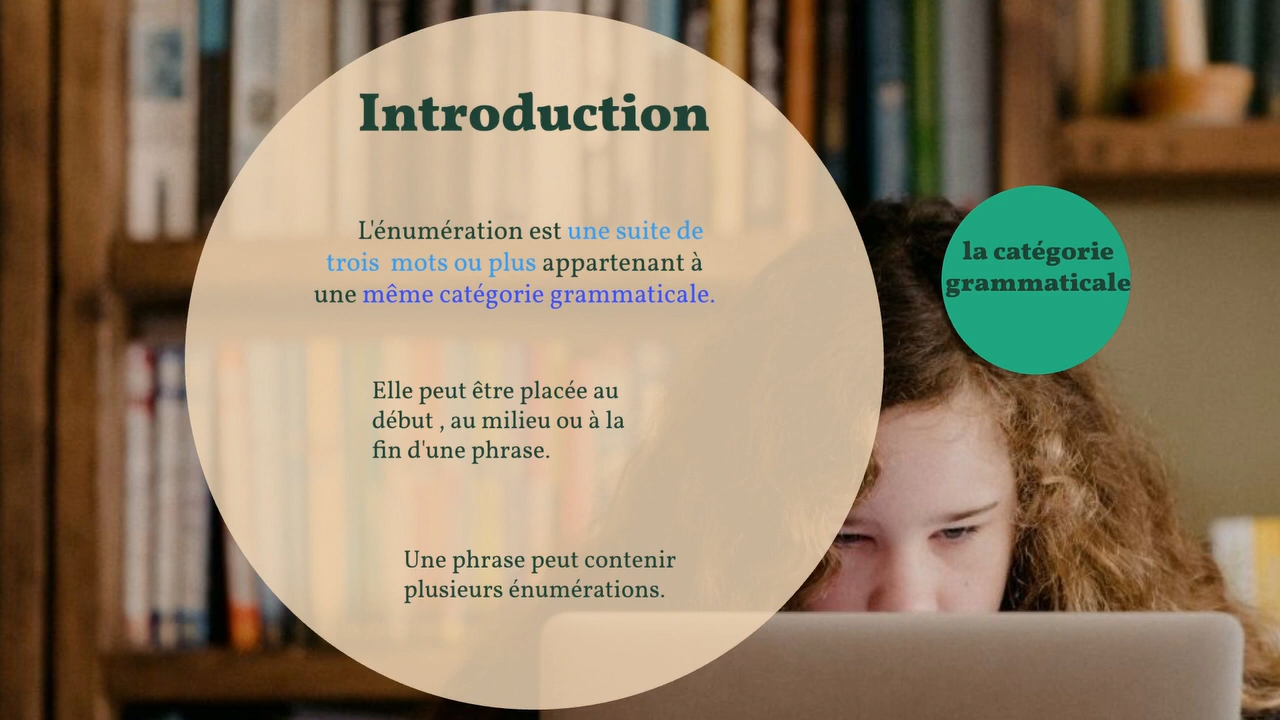 Introduction
L'énumération est une suite de
trois  mots ou plus appartenant à
une même catégorie grammaticale.
Elle peut être placée au
début , au milieu ou à la
fin d'une phrase.
Une phrase peut contenir
plusieurs énumérations.
la catégorie
grammaticale